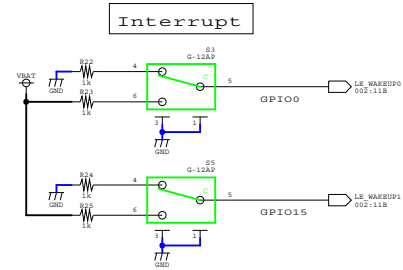 Interrupt
S3
G-12AP
VBAT
R22
1k
GND
4
C
5
GPIO0
LE_WAKEUP0
002:11B
R23
1k
6
3
1
GND
S5
G-12AP
R24
1k
GND
4
C
5
GPIO15
LE_WAKEUP1
002:11B
R25
1k
6
3
1
GND